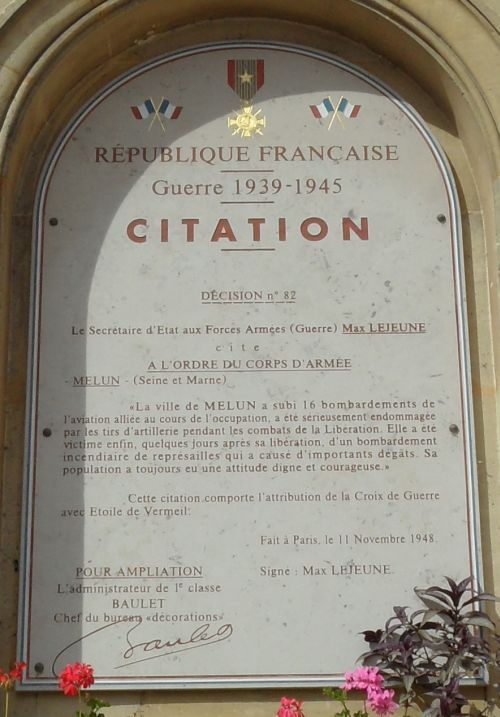 RÉPUBLIQUE FRANÇAISE
Guerre 1939-1945
CITATION
DÉCISION n° 82
Le Secrétaire d'Etat aux Forces Armées (Guerre) Max LEJEUNE
cite
A L'ORDRE DU CORPS D'ARMÉE
- MELUN - (Seine et Marne)
«La ville de MELUN a subi 16 bombardements de
l'aviation alliée au cours de l'occupation, a été sérieusement endommagée
par les tirs d'artillerie pendant les combats de la Liberation. Elle a été
victime enfin, quelques jours après sa libération, d'un bombardement
incendiaire de represailles qui a causé d'importants dégats. Sa
population a toujours eu une attitude digne et courageuse.»
Cette citation comporte l'attribution de la Croix de Guerre
avec Etoile de Vermeil.
Fait à Paris, le 11 Novembre 1948.
POUR AMPLIATION
Signé : Max LEJEUNE.
L'administrateur de 1e classe
BAULET
Chef du bureau «décorations»
Baulet